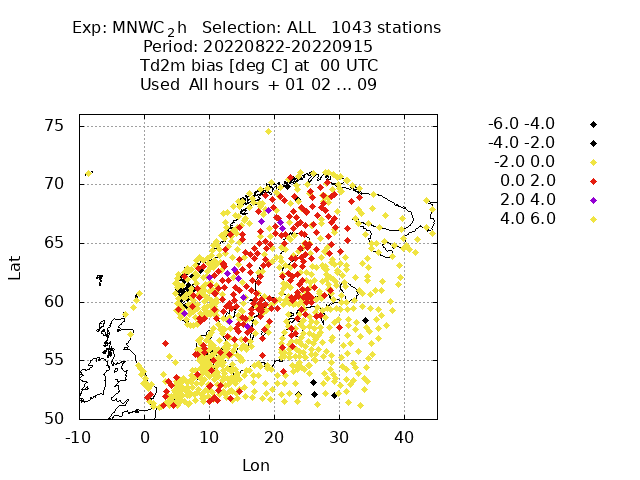 Exp: MNWC_2h   Selection: ALL   1043 stations
Period: 20220822-20220915
Td2m bias [deg C] at  00 UTC
Used  All hours  + 01 02 ... 09
75
70
65
60
55
50
-10 0 10 20 30 40
Lat
Lon
-6.0 -4.0
-4.0 -2.0
-2.0 0.0
0.0 2.0
2.0 4.0
4.0 6.0